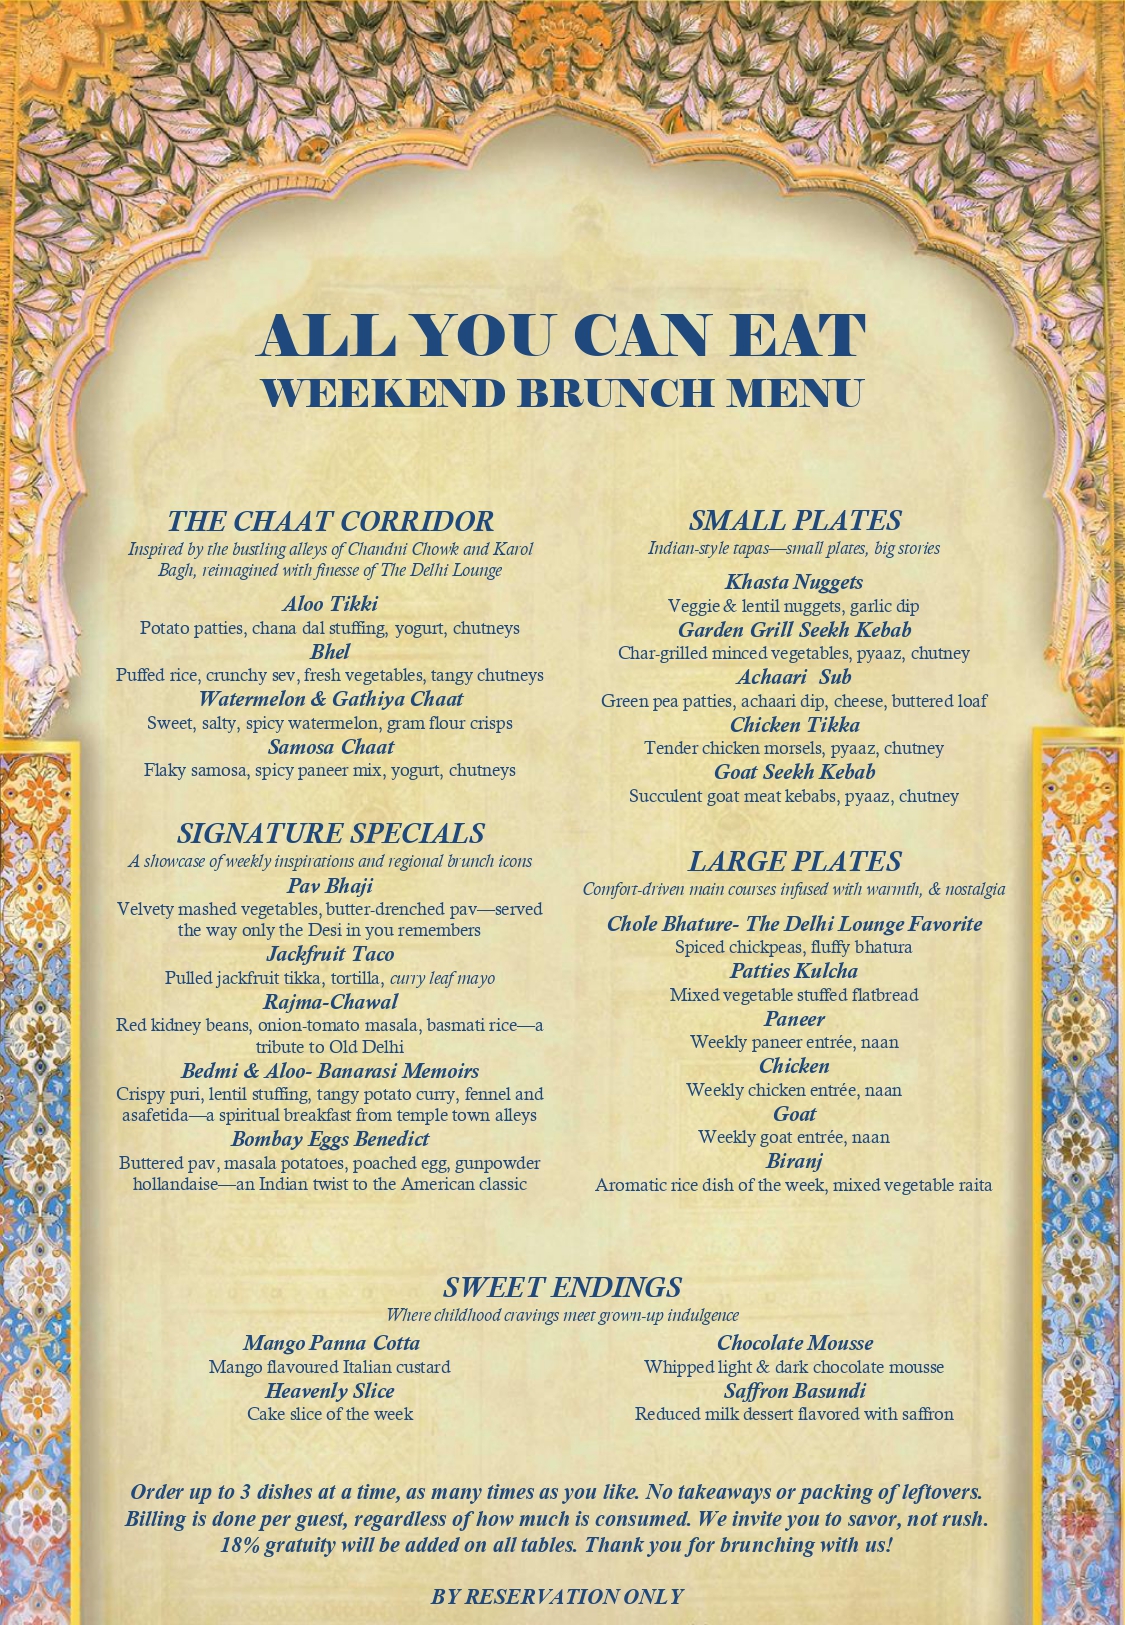 ALL YOU CAN EAT
WEEKEND BRUNCH MENU
THE CHAAT CORRIDOR
Inspired by the bustling alleys of Chandni Chowk and Karol
Bagh, reimagined with finesse of The Delhi Lounge
Aloo Tikki
Potato patties, chana dal stuffing, yogurt, chutneys
Bhel
Puffed rice, crunchy sev, fresh vegetables, tangy chutneys
Watermelon & Gathiya Chaat
Sweet, salty, spicy watermelon, gram flour crisps
Samosa Chaat
Flaky samosa, spicy paneer mix, yogurt, chutneys
SIGNATURE SPECIALS
A showcase of weekly inspirations and regional brunch icons
Pav Bhaji
Velvety mashed vegetables, butter-drenched pav—served
the way only the Desi in you remembers
Jackfruit Taco
Pulled jackfruit tikka, tortilla, curry leaf mayo
Rajma-Chawal
Red kidney beans, onion-tomato masala, basmati rice—a
tribute to Old Delhi
Bedmi & Aloo- Banarasi Memoirs
Crispy puri, lentil stuffing, tangy potato curry, fennel and
asafetida—a spiritual breakfast from temple town alleys
Bombay Eggs Benedict
Buttered pav, masala potatoes, poached egg, gunpowder
hollandaise—an Indian twist to the American classic
SMALL PLATES
Indian-style tapas—small plates, big stories
Khasta Nuggets
Veggie & lentil nuggets, garlic dip
Garden Grill Seekh Kebab
Char-grilled minced vegetables, pyaaz, chutney
Achaari Sub
Green pea patties, achaari dip, cheese, buttered loaf
Chicken Tikka
Tender chicken morsels, pyaaz, chutney
Goat Seekh Kebab
Succulent goat meat kebabs, pyaaz, chutney
LARGE PLATES
Comfort-driven main courses infused with warmth, & nostalgia
Chole Bhature- The Delhi Lounge Favorite
Spiced chickpeas, fluffy bhatura
Patties Kulcha
Mixed vegetable stuffed flatbread
Paneer
Weekly paneer entrée, naan
Chicken
Weekly chicken entrée, naan
Goat
Weekly goat entrée, naan
Biranj
Aromatic rice dish of the week, mixed vegetable raita
SWEET ENDINGS
Where childhood cravings meet grown-up indulgence
Mango Panna Cotta
Mango flavoured Italian custard
Heavenly Slice
Cake slice of the week
Chocolate Mousse
Whipped light & dark chocolate mousse
Saffron Basundi
Reduced milk dessert flavored with saffron
Order up to 3 dishes at a time, as many times as you like. No takeaways or packing of leftovers.
Billing is done per guest, regardless of how much is consumed. We invite you to savor, not rush.
18% gratuity will be added on all tables. Thank you for brunching with us!
BY RESERVATION ONLY